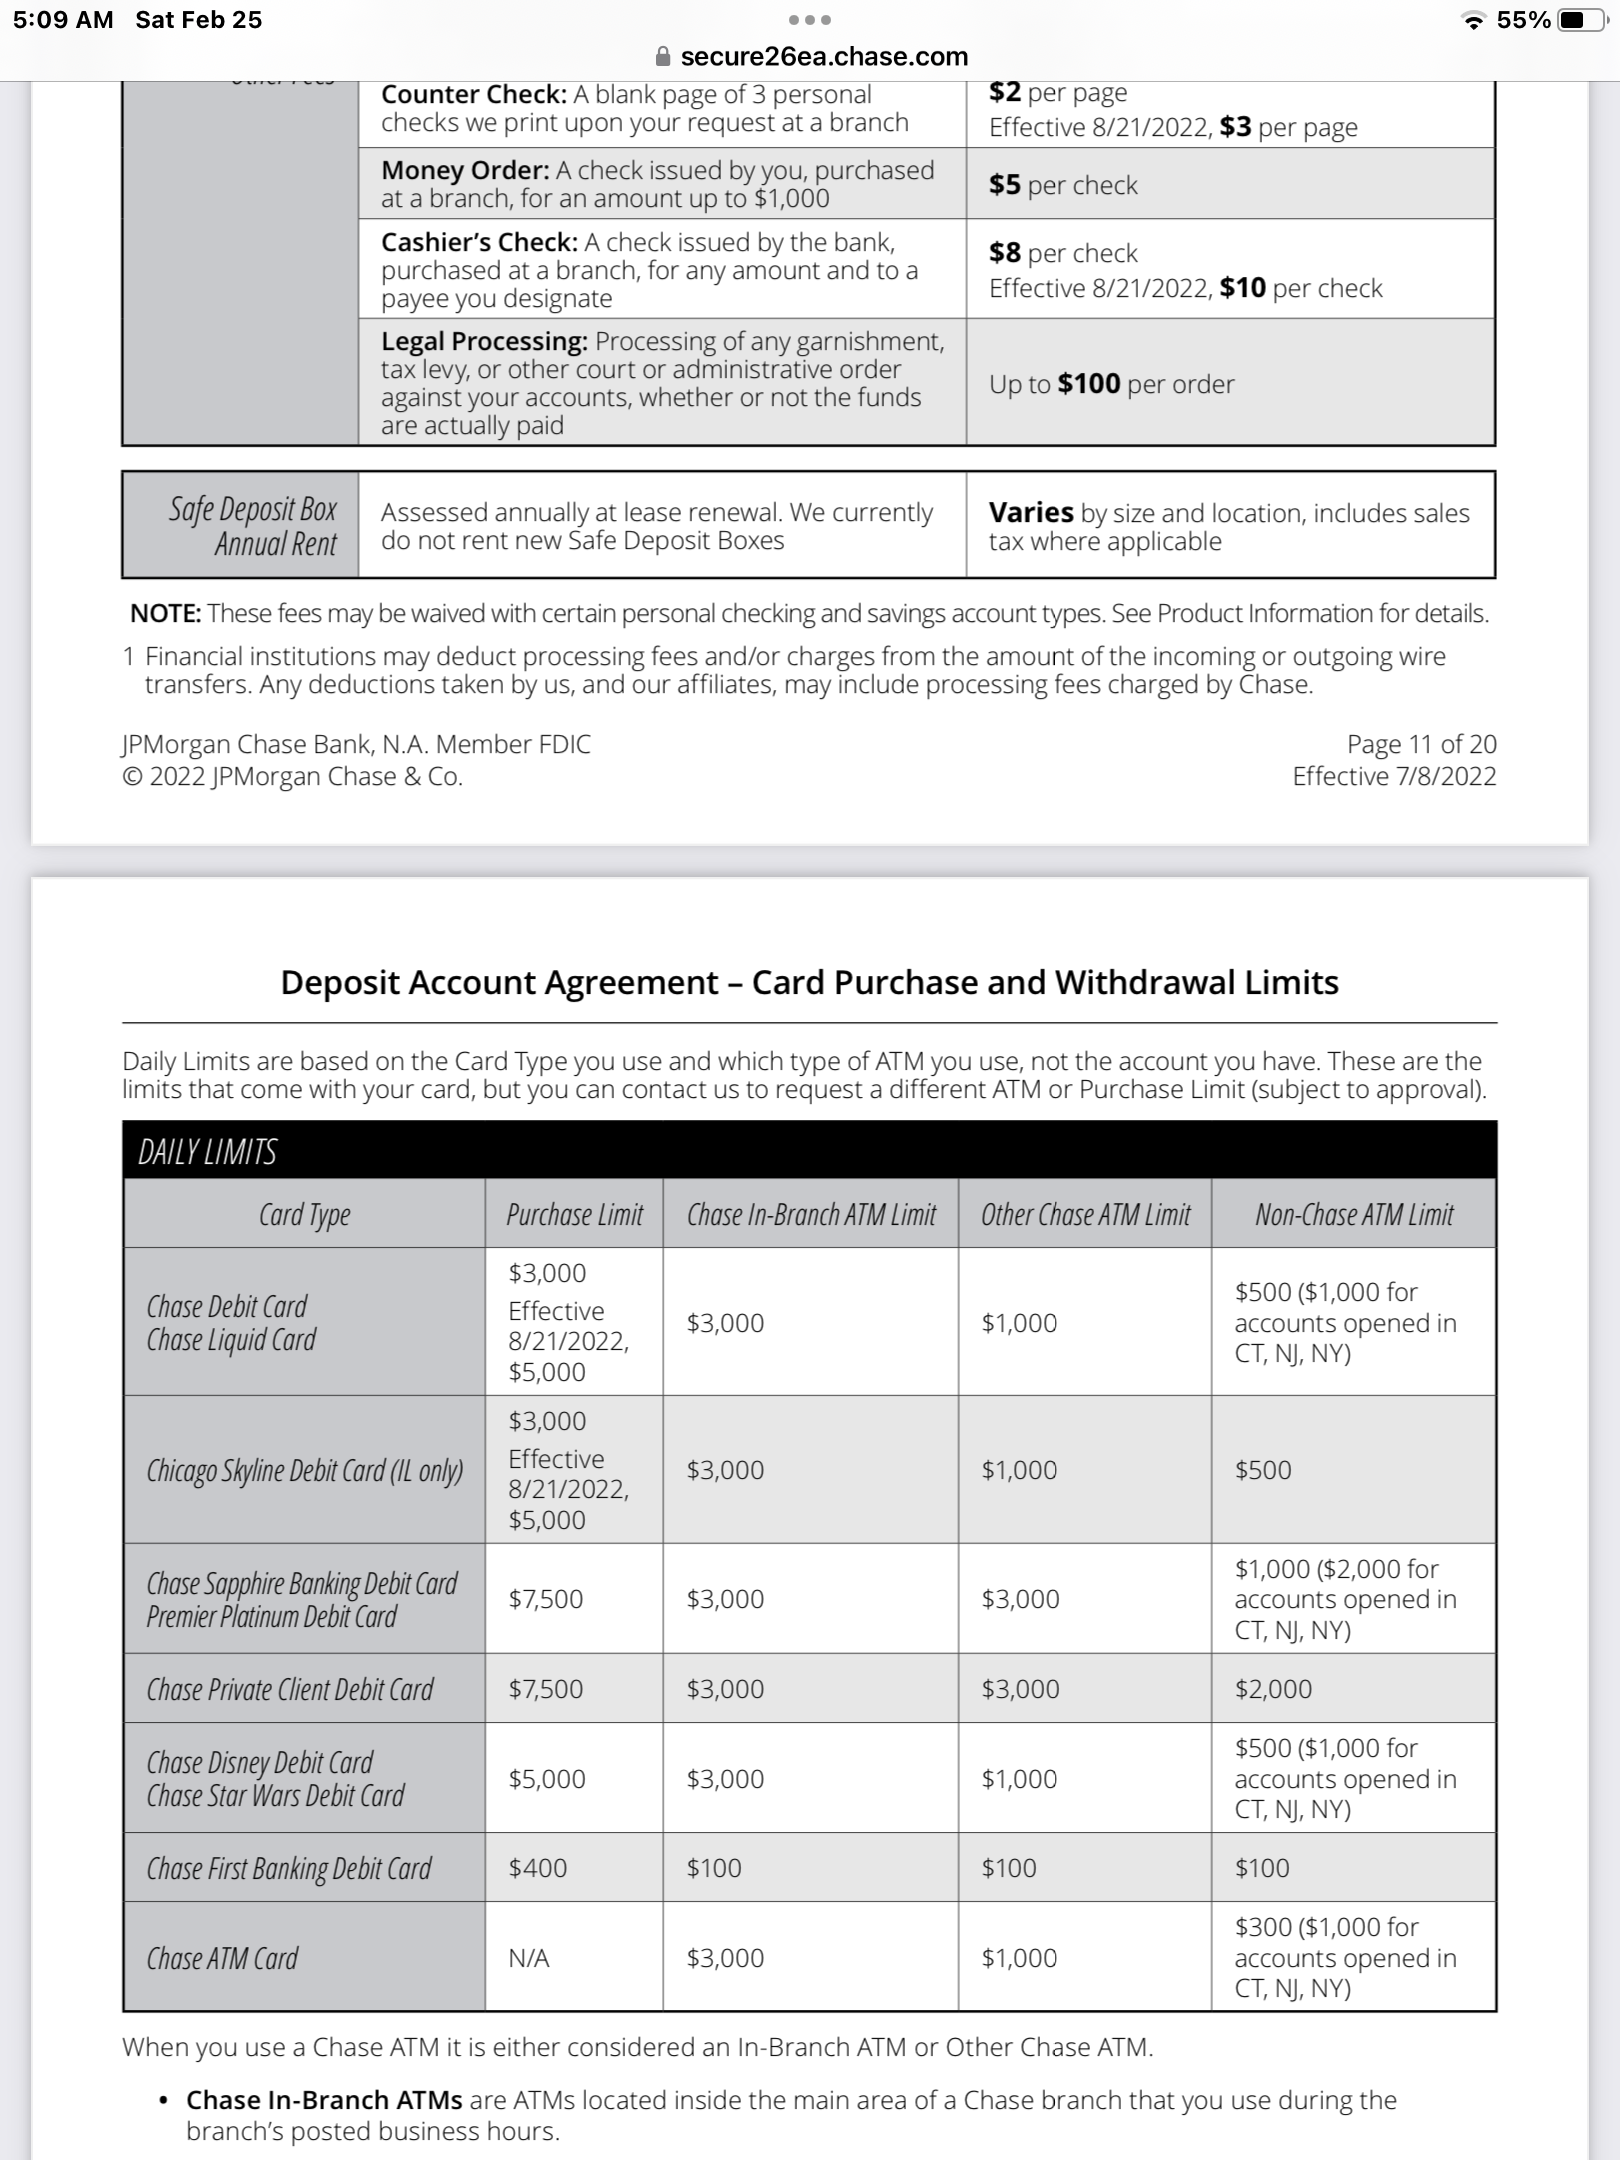 5:09 AM Sat Feb 25
55%
secure26ea.chase.com
Other Fees
Counter Check: A blank page of 3 personal
checks we print upon your request at a branch
$2 per page
Effective 8/21/2022, $3 per page
Money Order: A check issued by you, purchased
at a branch, for an amount up to $1,000
$5 per check
Cashier's Check: A check issued by the bank,
purchased at a branch, for any amount and to a
payee you designate
$8 per check
Effective 8/21/2022, $10 per check
Legal Processing: Processing of any garnishment,
tax levy, or other court or administrative order
against your accounts, whether or not the funds
are actually paid
Up to $100 per order
Safe Deposit Box
Annual Rent
Assessed annually at lease renewal. We currently
do not rent new Safe Deposit Boxes
Varies by size and location, includes sales
tax where applicable
NOTE: These fees may be waived with certain personal checking and savings account types. See Product Information for details.
1 Financial institutions may deduct processing fees and/or charges from the amount of the incoming or outgoing wire
transfers. Any deductions taken by us, and our affiliates, may include processing fees charged by Chase.
JPMorgan Chase Bank, N.A. Member FDIC
© 2022 JPMorgan Chase & Co.
Page 11 of 20
Effective 7/8/2022
Deposit Account Agreement – Card Purchase and Withdrawal Limits
Daily Limits are based on the Card Type you use and which type of ATM you use, not the account you have. These are the
limits that come with your card, but you can contact us to request a different ATM or Purchase Limit (subject to approval).
DAILY LIMITS
Card Type
Purchase Limit
Chase In-Branch ATM Limit
Other Chase ATM Limit
Non-Chase ATM Limit
Chase Debit Card
Chase Liquid Card
$3,000
Effective
8/21/2022,
$5,000
$3,000
$1,000
$500 ($1,000 for
accounts opened in
CT, NJ, NY)
Chicago Skyline Debit Card (IL only)
$3,000
Effective
8/21/2022,
$5,000
$3,000
$1,000
$500
Chase Sapphire Banking Debit Card
Premier Platinum Debit Card
$7,500
$3,000
$3,000
$1,000 ($2,000 for
accounts opened in
CT, NJ, NY)
Chase Private Client Debit Card
$7,500
$3,000
$3,000
$2,000
Chase Disney Debit Card
Chase Star Wars Debit Card
$5,000
$3,000
$1,000
$500 ($1,000 for
accounts opened in
CT, NJ, NY)
Chase First Banking Debit Card
$400
$100
$100
$100
Chase ATM Card
N/A
$3,000
$1,000
$300 ($1,000 for
accounts opened in
CT, NJ, NY)
When you use a Chase ATM it is either considered an In-Branch ATM or Other Chase ATM.
• Chase In-Branch ATMs are ATMs located inside the main area of a Chase branch that you use during the
branch's posted business hours.